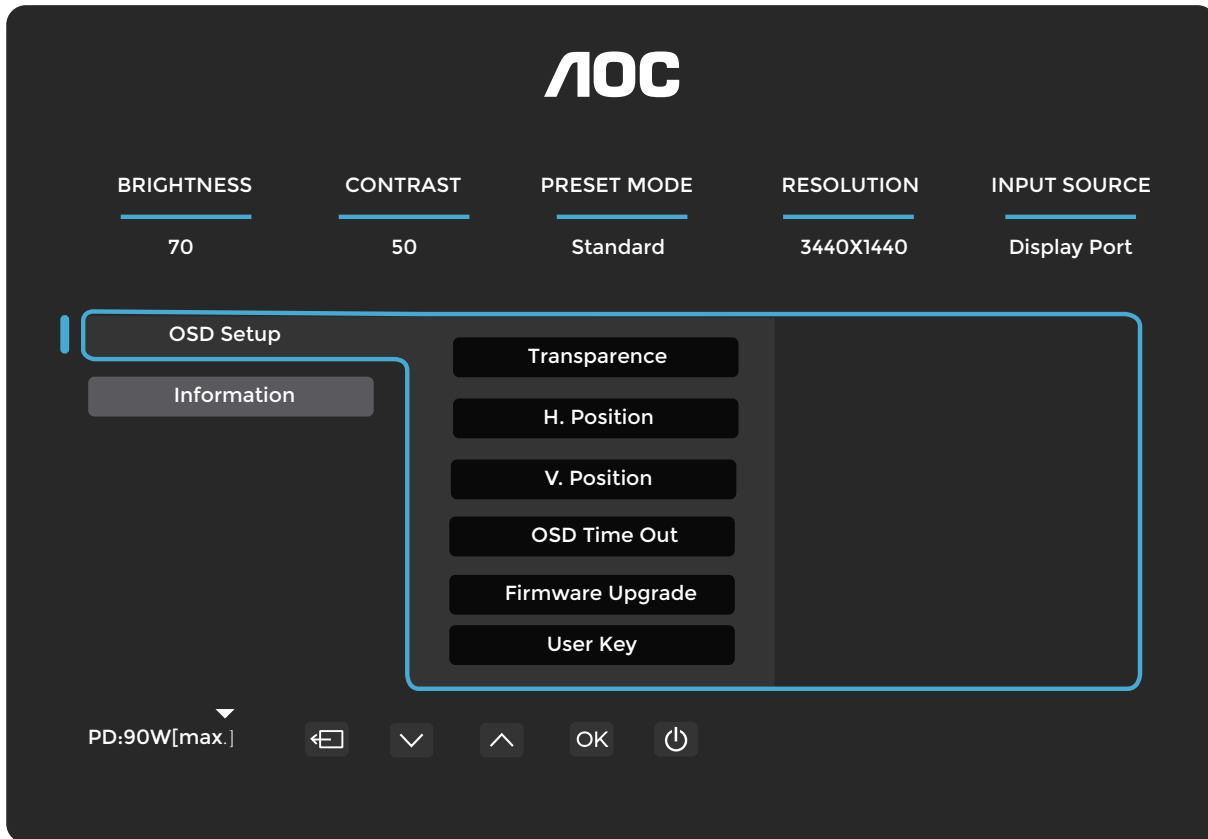 AOC
BRIGHTNESS CONTRAST PRESET MODE RESOLUTION INPUT SOURCE
70 50 Standard 3440X1440 Display Port
OSD Setup
Transparence
Information
H. Position
V. Position
OSD Time Out
Firmware Upgrade
User Key
PD:90W[max.] OK